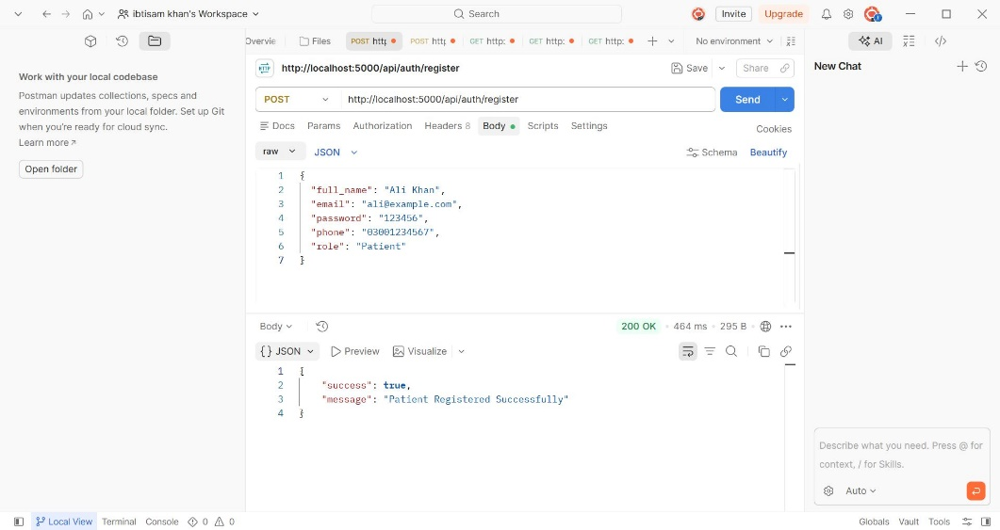 ibtisam khan's Workspace
Search
Invite
Upgrade
Overvie
Files
POST http
POST http:
GET http:
GET http:
GET http:
No environment
AI
Work with your local codebase
Postman updates collections, specs and
environments from your local folder. Set up Git
when you're ready for cloud sync.
Learn more↗
Open folder
HTTP
http://localhost:5000/api/auth/register
Save
Share
POST
http://localhost:5000/api/auth/register
Send
Docs Params Authorization Headers 8 Body Scripts Settings
Cookies
raw
JSON
Schema
Beautify
1 {
2 "full_name": "Ali Khan",
3 "email": "ali@example.com",
4 "password": "123456",
5 "phone": "03001234567",
6 "role": "Patient"
7 }
Body
200 OK • 464 ms • 295 B
{} JSON
Preview
Visualize
1 {
2 "success": true,
3 "message": "Patient Registered Successfully"
4 }
New Chat
Describe what you need. Press @ for
context, / for Skills.
Auto
Local View
Terminal
Console
0
0
Globals
Vault
Tools